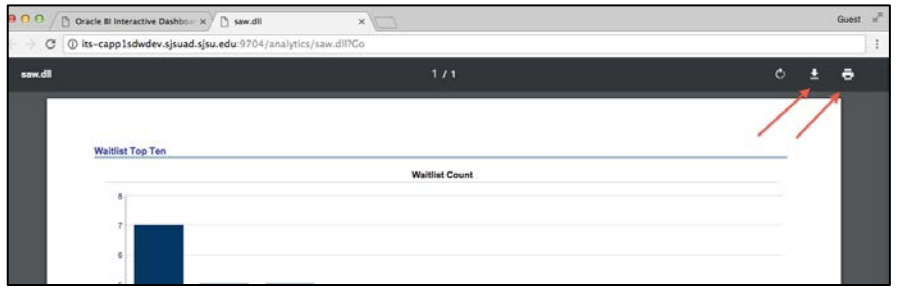 Oracle BI Interactive Dashboar saw.dll Guest
its-capp1sdwdev.sjsuad.sjsu.edu:9704/analytics/saw.dll?Go
saw.dll 1 / 1
Waitlist Top Ten
Waitlist Count
8
7
6